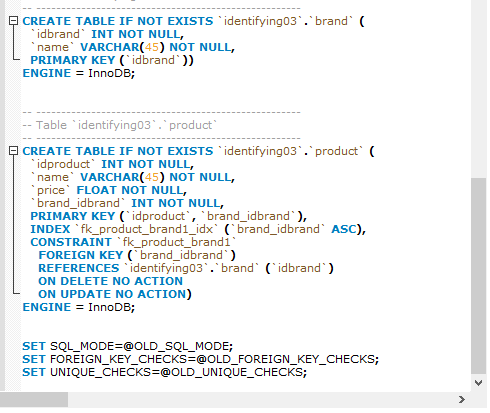 -- -----------------------------------------------------
CREATE TABLE IF NOT EXISTS `identifying03`.`brand` (
  `idbrand` INT NOT NULL,
  `name` VARCHAR(45) NOT NULL,
  PRIMARY KEY (`idbrand`))
ENGINE = InnoDB;
-- -----------------------------------------------------
-- Table `identifying03`.`product`
-- -----------------------------------------------------
CREATE TABLE IF NOT EXISTS `identifying03`.`product` (
  `idproduct` INT NOT NULL,
  `name` VARCHAR(45) NOT NULL,
  `price` FLOAT NOT NULL,
  `brand_idbrand` INT NOT NULL,
  PRIMARY KEY (`idproduct`, `brand_idbrand`),
  INDEX `fk_product_brand1_idx` (`brand_idbrand` ASC),
  CONSTRAINT `fk_product_brand1`
    FOREIGN KEY (`brand_idbrand`)
    REFERENCES `identifying03`.`brand` (`idbrand`)
    ON DELETE NO ACTION
    ON UPDATE NO ACTION)
ENGINE = InnoDB;
SET SQL_MODE=@OLD_SQL_MODE;
SET FOREIGN_KEY_CHECKS=@OLD_FOREIGN_KEY_CHECKS;
SET UNIQUE_CHECKS=@OLD_UNIQUE_CHECKS;